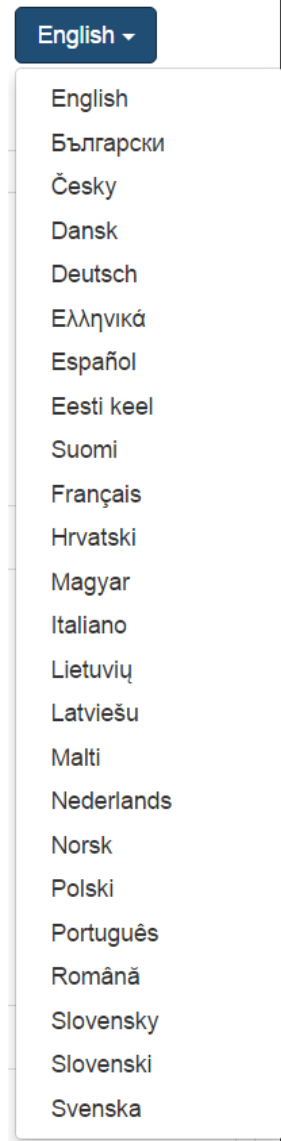 English
English
Български
Česky
Dansk
Deutsch
Ελληνικά
Español
Eesti keel
Suomi
Français
Hrvatski
Magyar
Italiano
Lietuvių
Latviešu
Malti
Nederlands
Norsk
Polski
Português
Română
Slovensky
Slovenski
Svenska